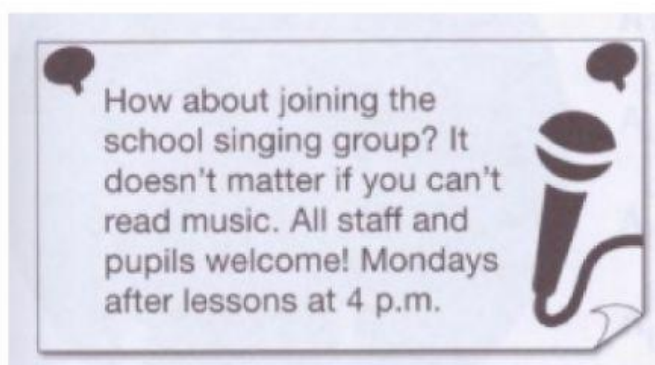 How about joining the
school singing group? It
doesn't matter if you can't
read music. All staff and
pupils welcome! Mondays
after lessons at 4 p.m.